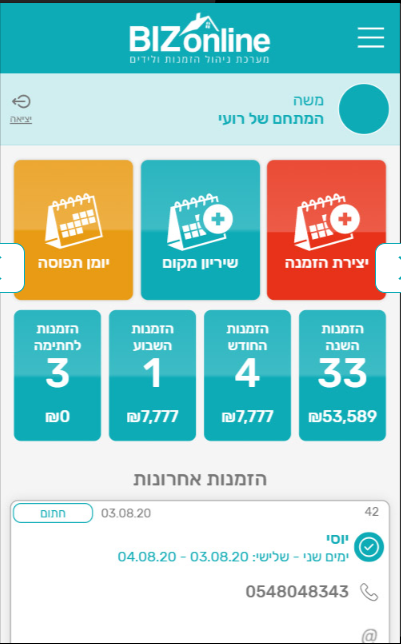 BIZonline
מערכת ניהול הזמנות ולידים
משה
המתחם של רועי
יציאה
יצירת הזמנה
שיריון מקום
יומן תפוסה
הזמנות
השנה
33
₪53,589
הזמנות
החודש
4
₪7,777
הזמנות
השבוע
1
₪7,777
הזמנות
לחתימה
3
₪0
הזמנות אחרונות
42
03.08.20
חתום
יוסי
ימים שני - שלישי: 03.08.20 - 04.08.20
0548048343
@